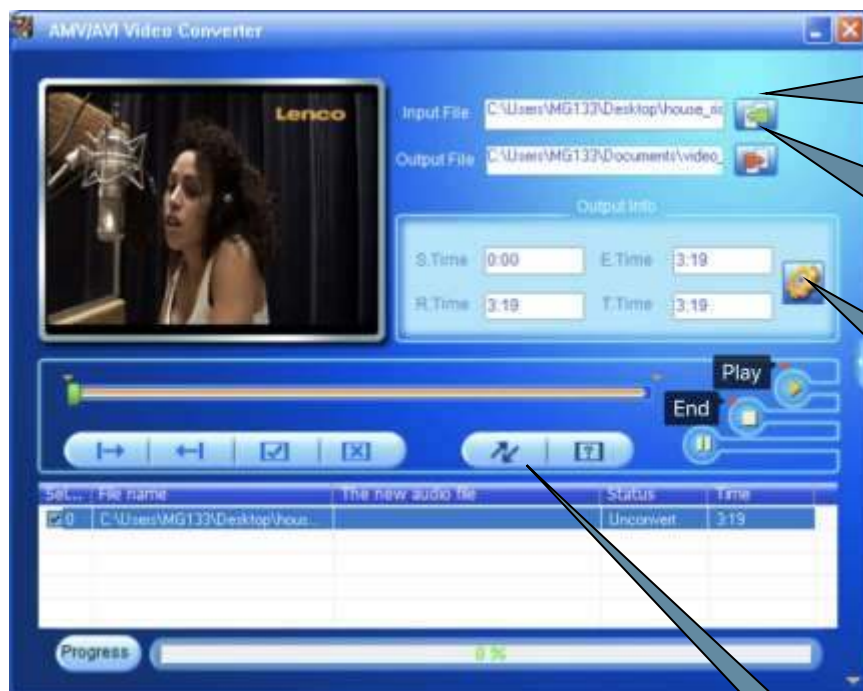 AMV/AVI Video Converter
Lenco
Input File C:\Users\MG133\Desktop\house_ric
Output File C:\Users\MG133\Documents\video_
Output Info
S.Time 0:00 E.Time 3:19
R.Time 3:19 T.Time 3:19
Play
End
Sel... File name The new audio file Status Time
0 C:\Users\MG133\Desktop\hous... Unconvert 3:19
Progress 0 %